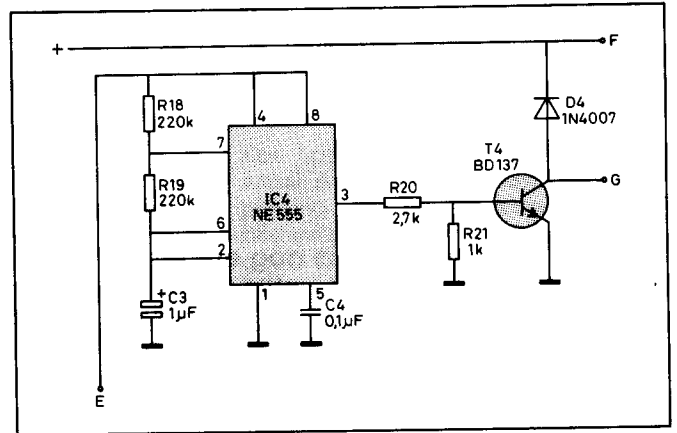 +
F
R18
220k
4
8
D4
1N4007
7
T4
BD137
R19
220k
IC4
NE555
G
3
R20
2,7k
6
2
R21
1k
+
C3
1µF
1
5
C4
0,1µF
E